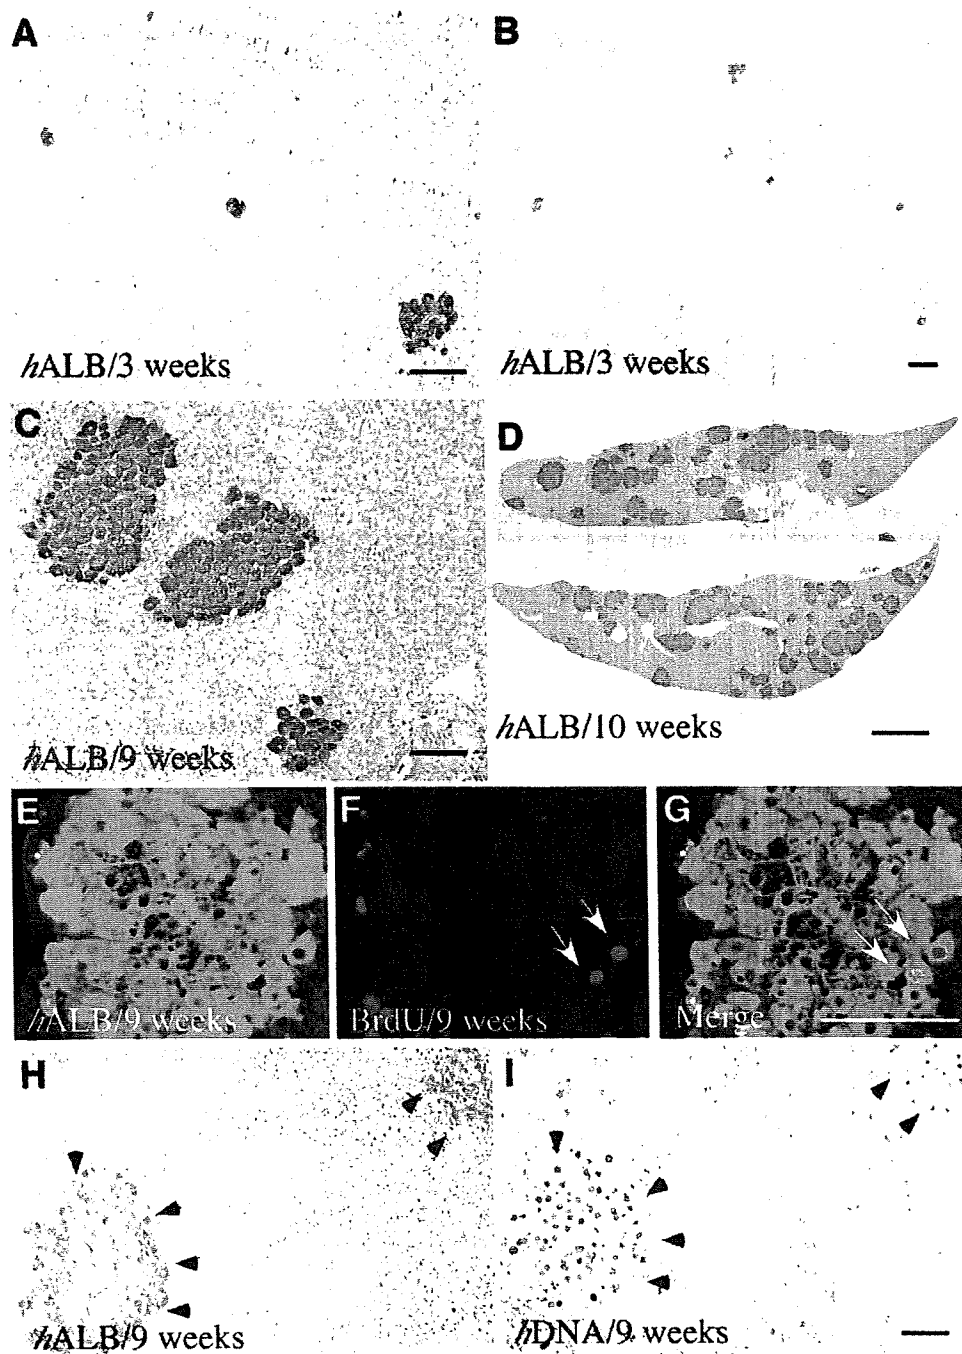 A
B
hALB/3 weeks
hALB/3 weeks
C
D
hALB/9 weeks
hALB/10 weeks
E
F
G
hALB/9 weeks
BrdU/9 weeks
Merge
H
I
hALB/9 weeks
hDNA/9 weeks